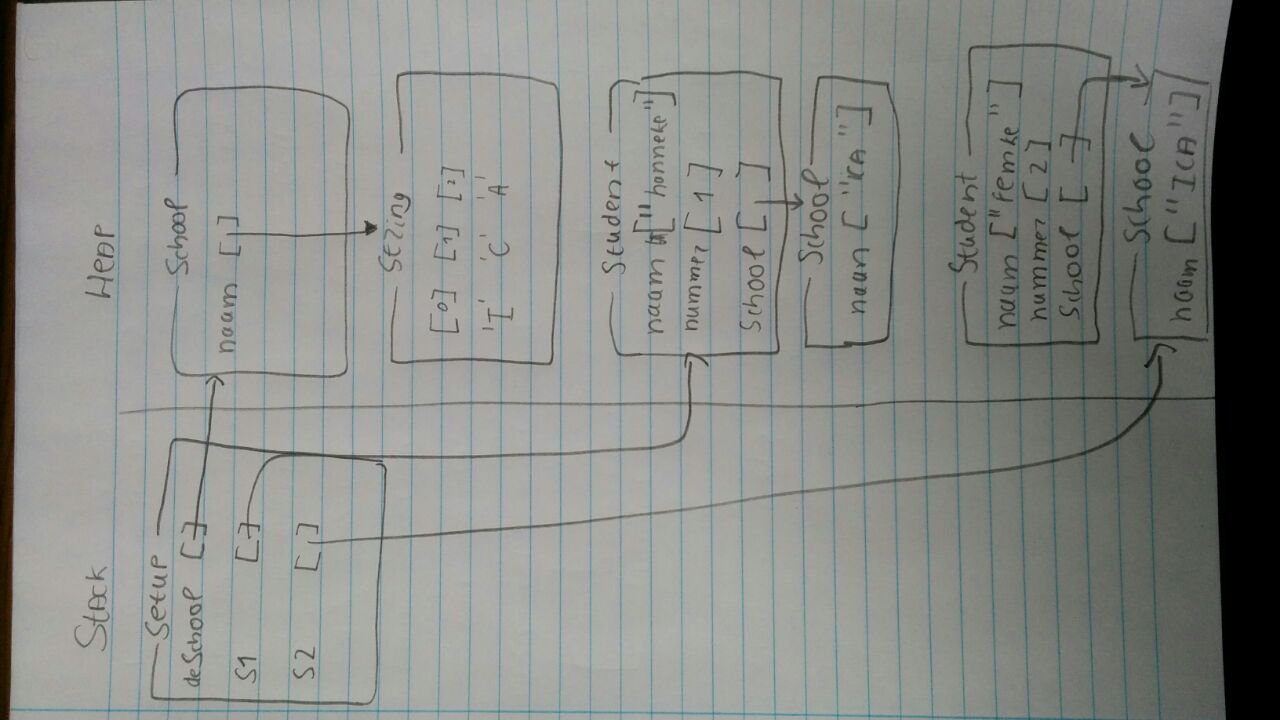 Stack
Heap
Setup
deSchool [ ]
S1 [ ]
S2 [ ]
School
naam [ ]
String
[0] [1] [2]
'I' 'C' 'A'
Student
naam ["hanneke"]
nummer [1]
School [ ]
School
naam ["ICA"]
Student
naam ["Femke"]
nummer [2]
School [ ]
School
naam ["ICA"]